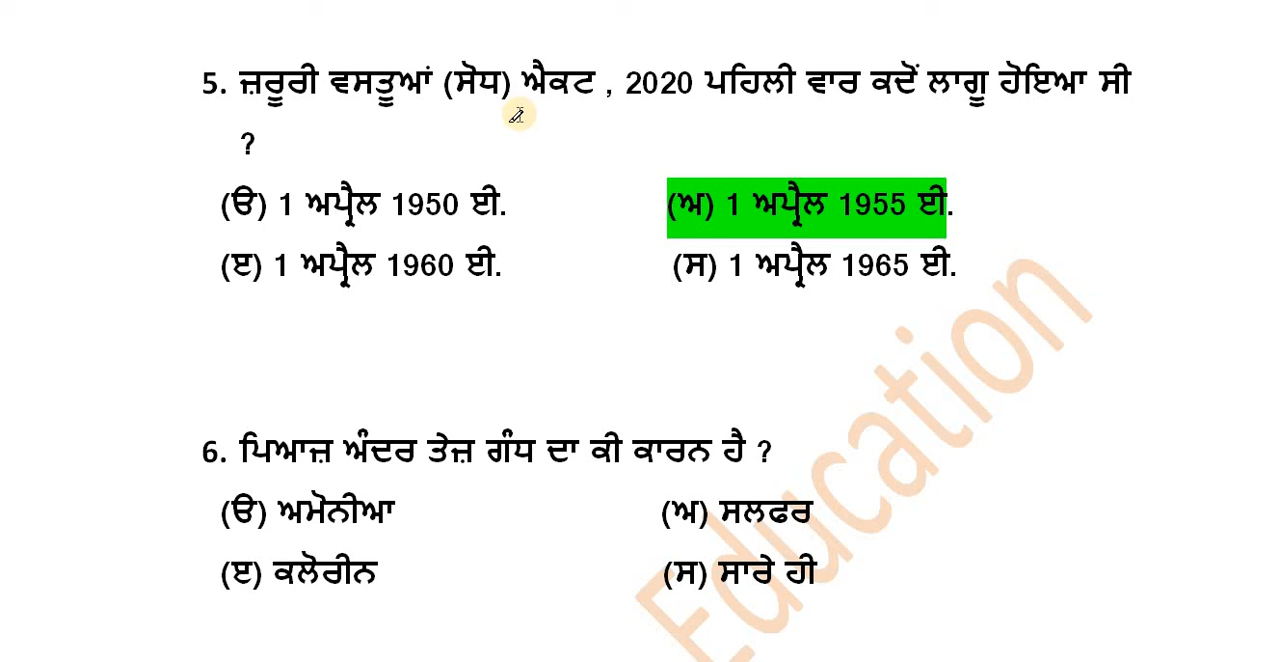 5. ਜ਼ਰੂਰੀ ਵਸਤੂਆਂ (ਸੋਧ) ਐਕਟ , 2020 ਪਹਿਲੀ ਵਾਰ ਕਦੋਂ ਲਾਗੂ ਹੋਇਆ ਸੀ
?
(ੳ) 1 ਅਪ੍ਰੈਲ 1950 ਈ. (ਅ) 1 ਅਪ੍ਰੈਲ 1955 ਈ.
(ੲ) 1 ਅਪ੍ਰੈਲ 1960 ਈ. (ਸ) 1 ਅਪ੍ਰੈਲ 1965 ਈ.
6. ਪਿਆਜ਼ ਅੰਦਰ ਤੇਜ਼ ਗੰਧ ਦਾ ਕੀ ਕਾਰਨ ਹੈ ?
(ੳ) ਅਮੋਨੀਆ (ਅ) ਸਲਫਰ
(ੲ) ਕਲੋਰੀਨ (ਸ) ਸਾਰੇ ਹੀ
Education